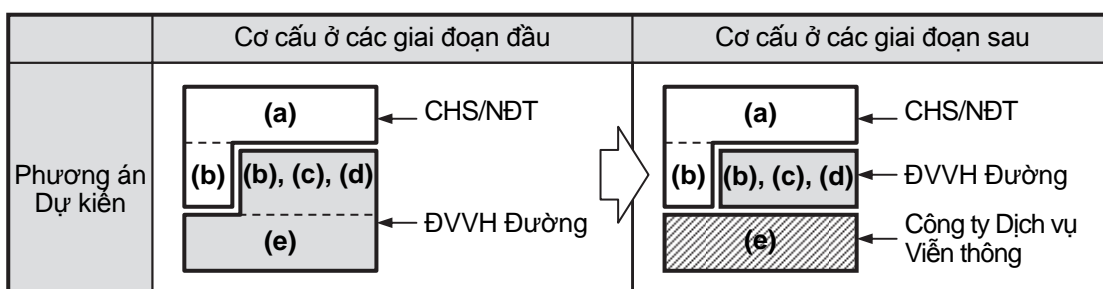 Cơ cấu ở các giai đoạn đầu
Cơ cấu ở các giai đoạn sau
Phương án
Dự kiến
(a)
CHS/NĐT
(b)
(b), (c), (d)
ĐVVH Đường
(e)
(a)
CHS/NĐT
(b)
(b), (c), (d)
ĐVVH Đường
(e)
Công ty Dịch vụ
Viễn thông